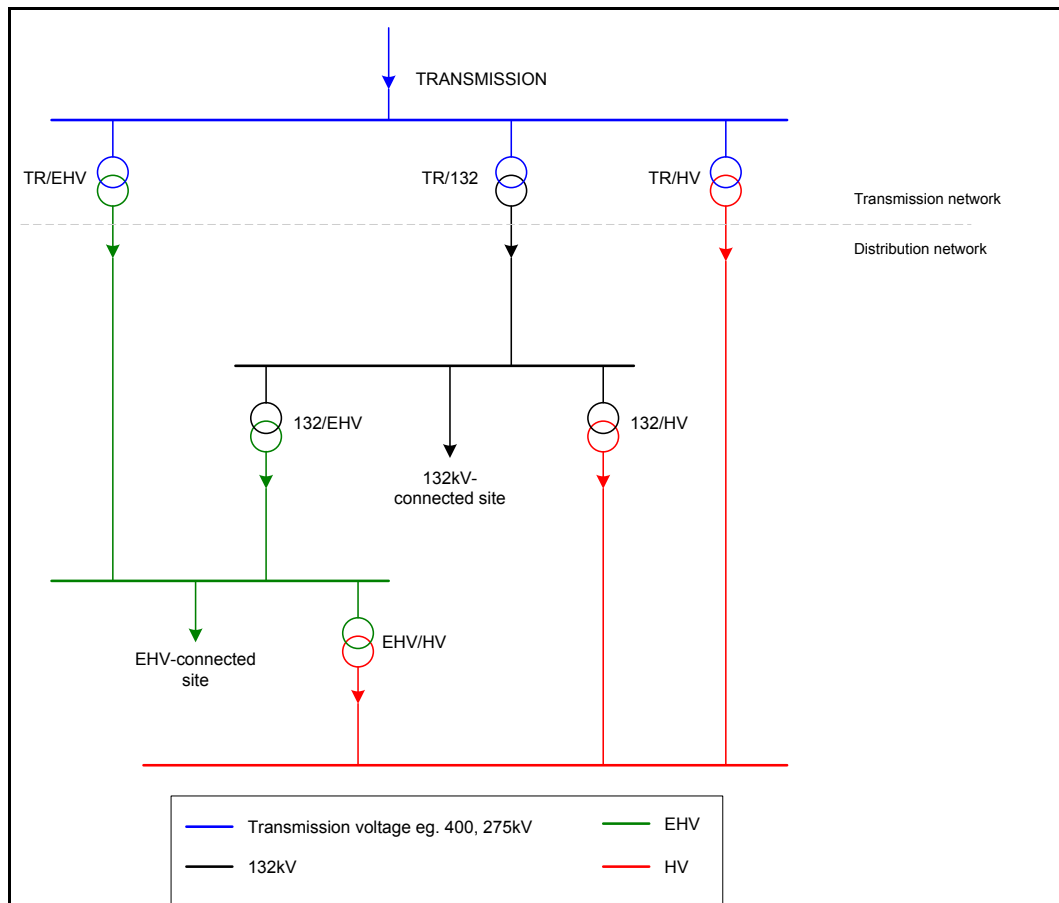 TRANSMISSION
TR/EHV
TR/132
TR/HV
Transmission network
Distribution network
132/EHV
132/HV
132kV-
connected site
EHV/HV
EHV-connected
site
Transmission voltage eg. 400, 275kV
EHV
132kV
HV